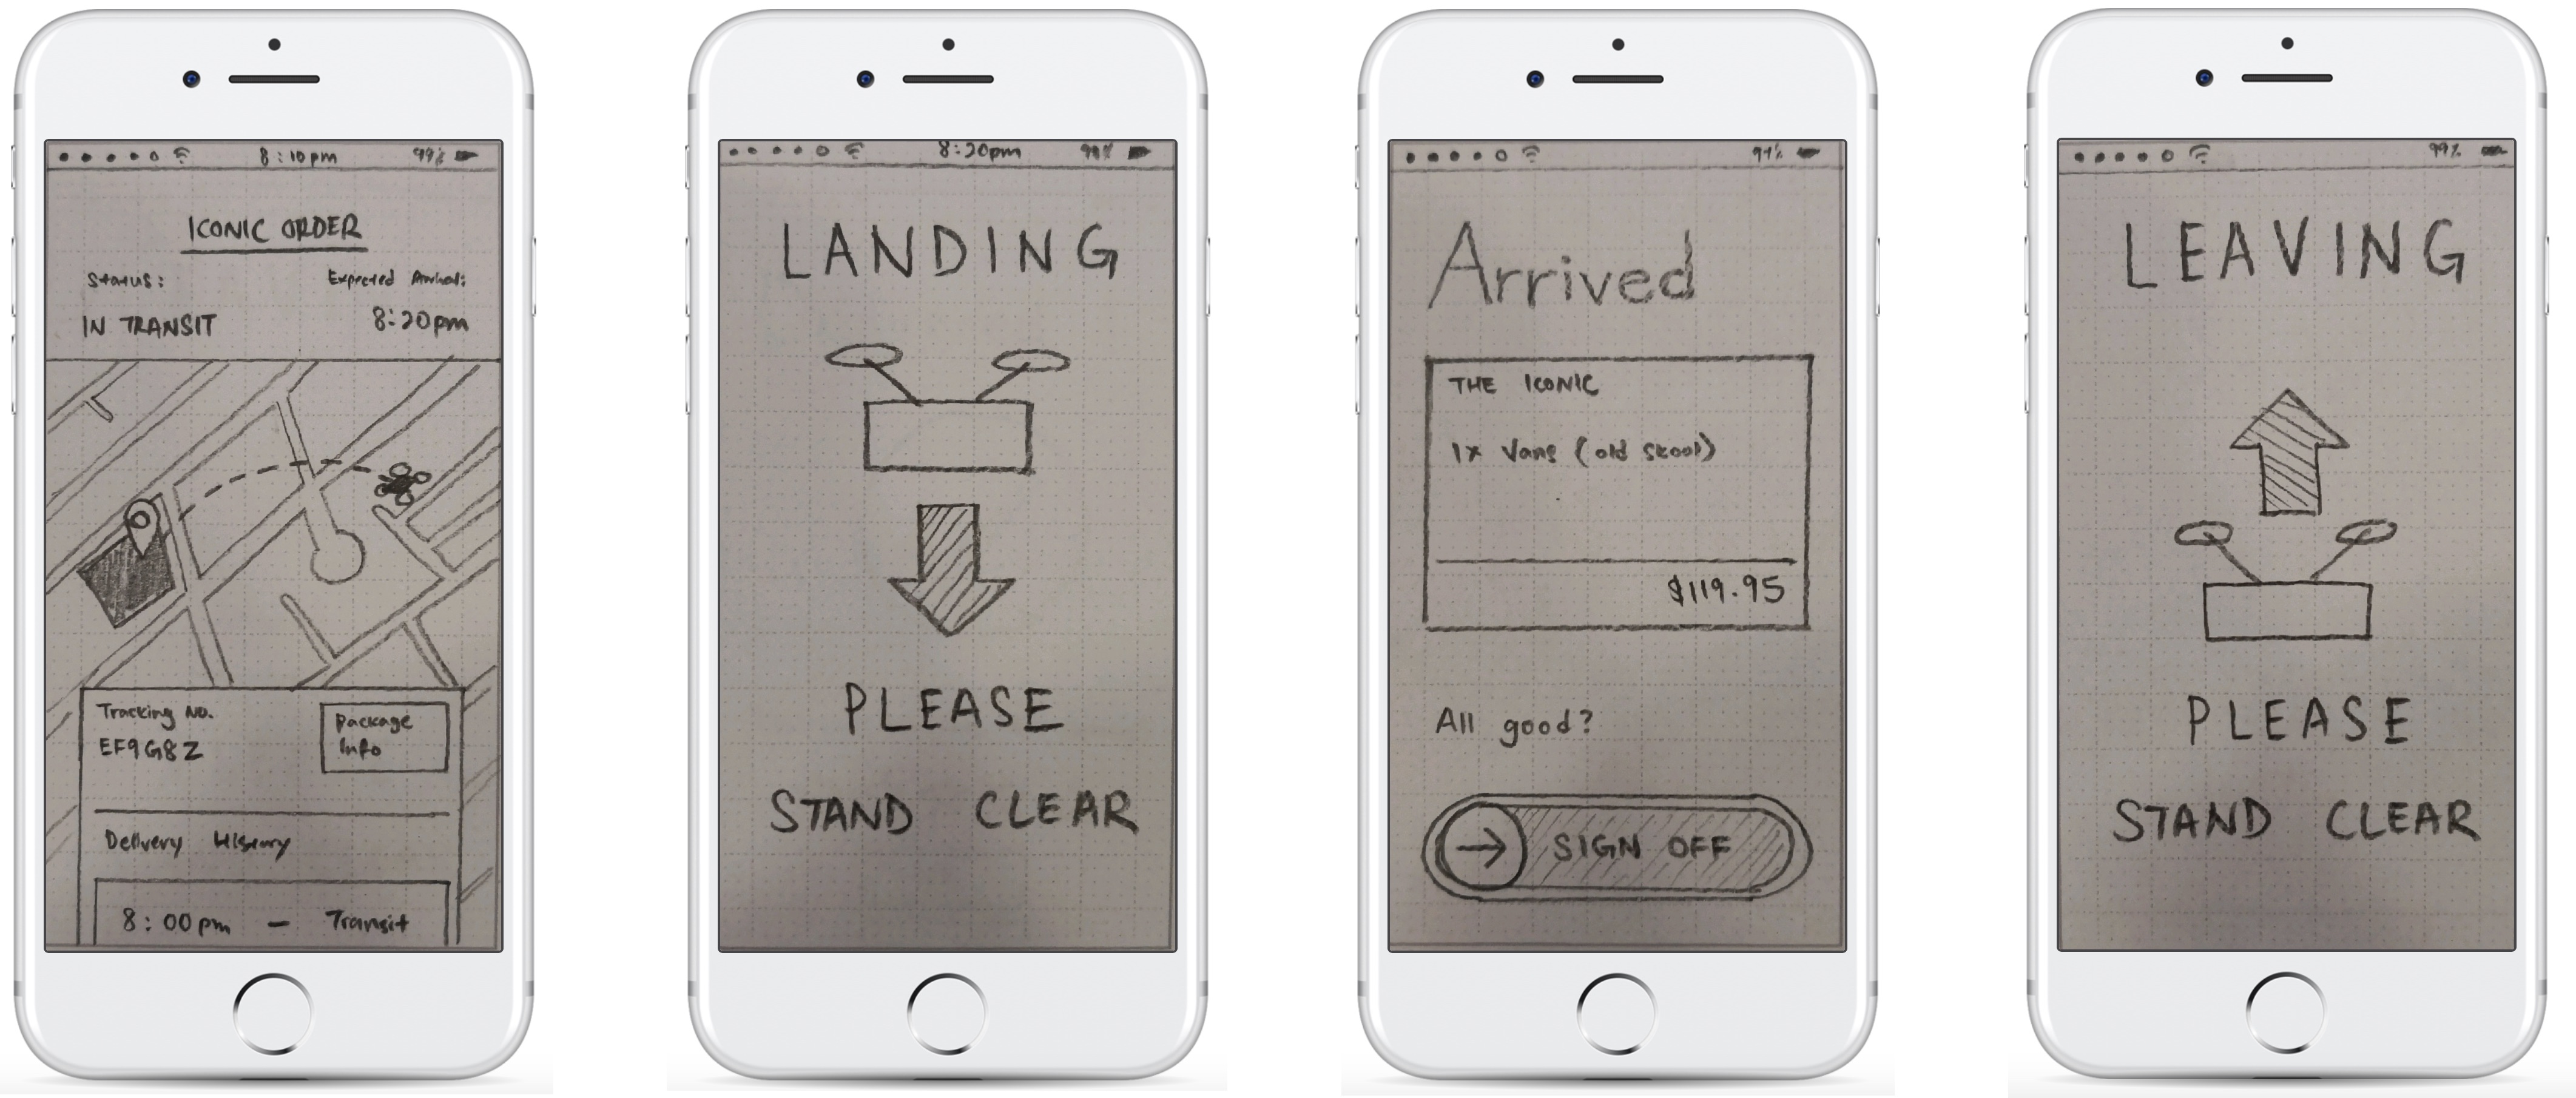 8:10pm 99%
ICONIC ORDER
Status: Expected Arrival:
IN TRANSIT 8:20pm
Tracking No. Package
EF9G8Z Info
Delivery History
8:00pm — Transit
8:20pm 99%
LANDING
PLEASE
STAND CLEAR
99%
Arrived
THE ICONIC
1x Vans (old skool)
$119.95
All good?
→ SIGN OFF
99%
LEAVING
PLEASE
STAND CLEAR